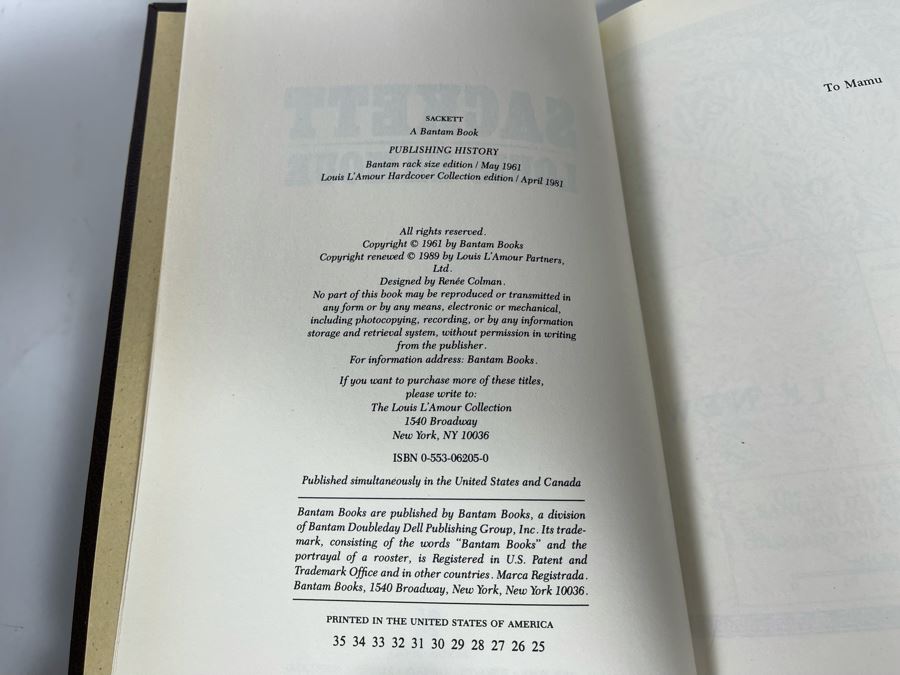 SACKETT
A Bantam Book
PUBLISHING HISTORY
Bantam rack size edition / May 1961
Louis L'Amour Hardcover Collection edition / April 1981
All rights reserved.
Copyright © 1961 by Bantam Books
Copyright renewed © 1989 by Louis L'Amour Partners,
Ltd.
Designed by Renée Colman.
No part of this book may be reproduced or transmitted in
any form or by any means, electronic or mechanical,
including photocopying, recording, or by any information
storage and retrieval system, without permission in writing
from the publisher.
For information address: Bantam Books.
If you want to purchase more of these titles,
please write to:
The Louis L'Amour Collection
1540 Broadway
New York, NY 10036
ISBN 0-553-06205-0
Published simultaneously in the United States and Canada
Bantam Books are published by Bantam Books, a division
of Bantam Doubleday Dell Publishing Group, Inc. Its trade-
mark, consisting of the words "Bantam Books" and the
portrayal of a rooster, is Registered in U.S. Patent and
Trademark Office and in other countries. Marca Registrada.
Bantam Books, 1540 Broadway, New York, New York 10036.
PRINTED IN THE UNITED STATES OF AMERICA
35 34 33 32 31 30 29 28 27 26 25
To Mamu